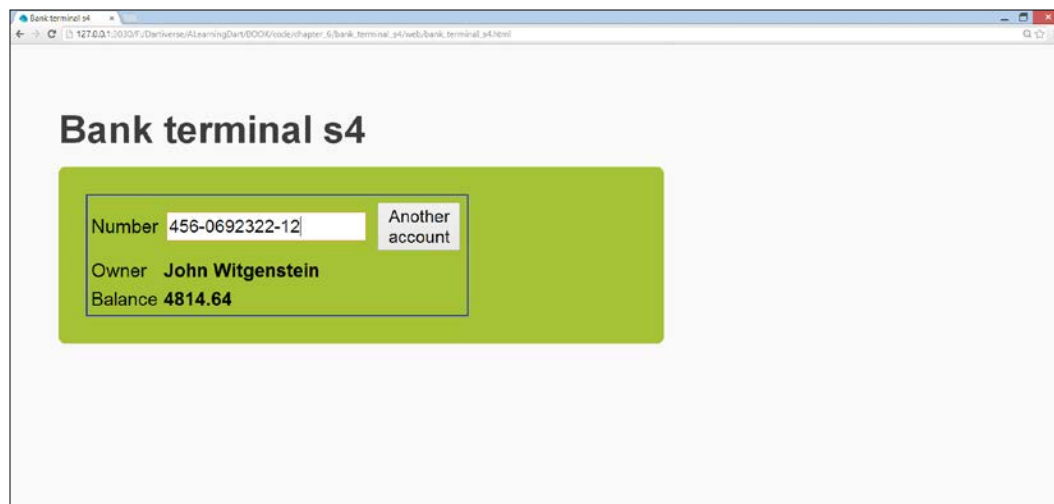 Bank terminal s4
127.0.0.1:3030/F:/Dartiverse/ALearningDart/BOOK/code/chapter_6/bank_terminal_s4/web/bank_terminal_s4.html
Bank terminal s4
Number 456-0692322-12 Another
account
Owner John Witgenstein
Balance 4814.64